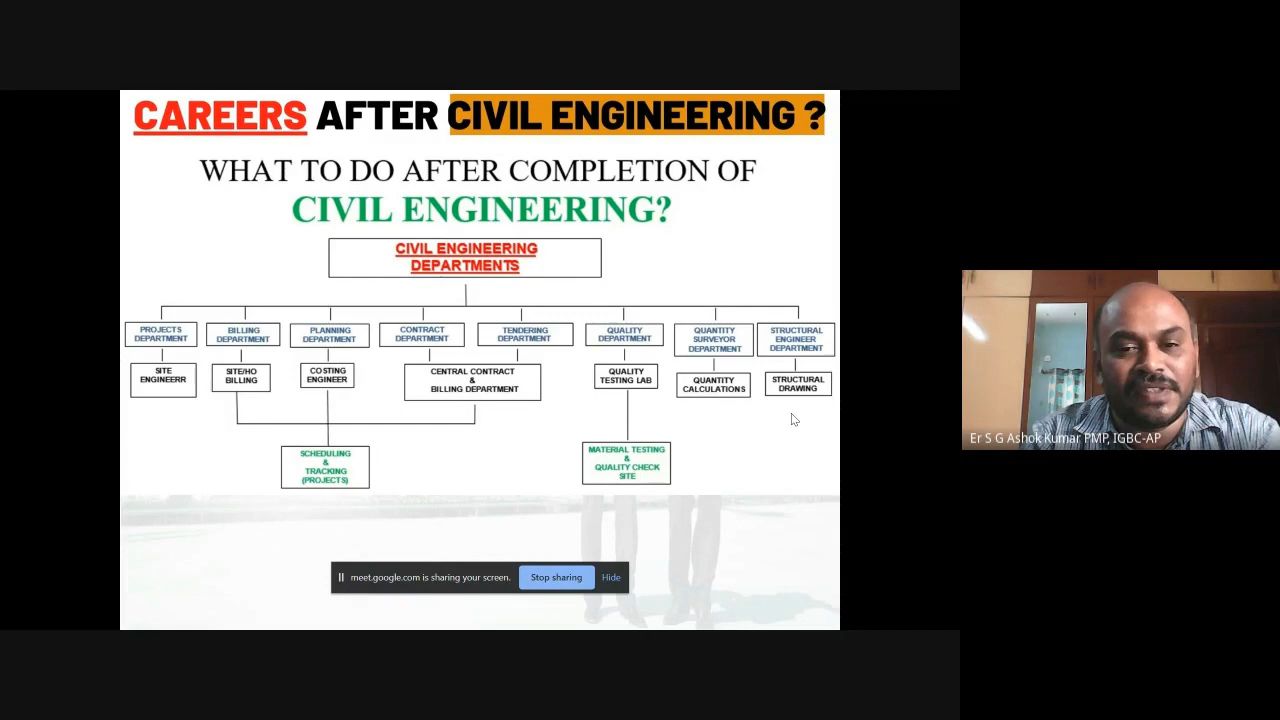 CAREERS AFTER CIVIL ENGINEERING ?
WHAT TO DO AFTER COMPLETION OF
CIVIL ENGINEERING?
CIVIL ENGINEERING
DEPARTMENTS
PROJECTS
DEPARTMENT
BILLING
DEPARTMENT
PLANNING
DEPARTMENT
CONTRACT
DEPARTMENT
TENDERING
DEPARTMENT
QUALITY
DEPARTMENT
QUANTITY
SURVEYOR
DEPARTMENT
STRUCTURAL
ENGINEER
DEPARTMENT
SITE
ENGINEERR
SITE/HO
BILLING
COSTING
ENGINEER
CENTRAL CONTRACT
&
BILLING DEPARTMENT
QUALITY
TESTING LAB
QUANTITY
CALCULATIONS
STRUCTURAL
DRAWING
SCHEDULING
&
TRACKING
(PROJECTS)
MATERIAL TESTING
&
QUALITY CHECK
SITE
meet.google.com is sharing your screen.
Stop sharing
Hide
Er S G Ashok Kumar PMP, IGBC-AP